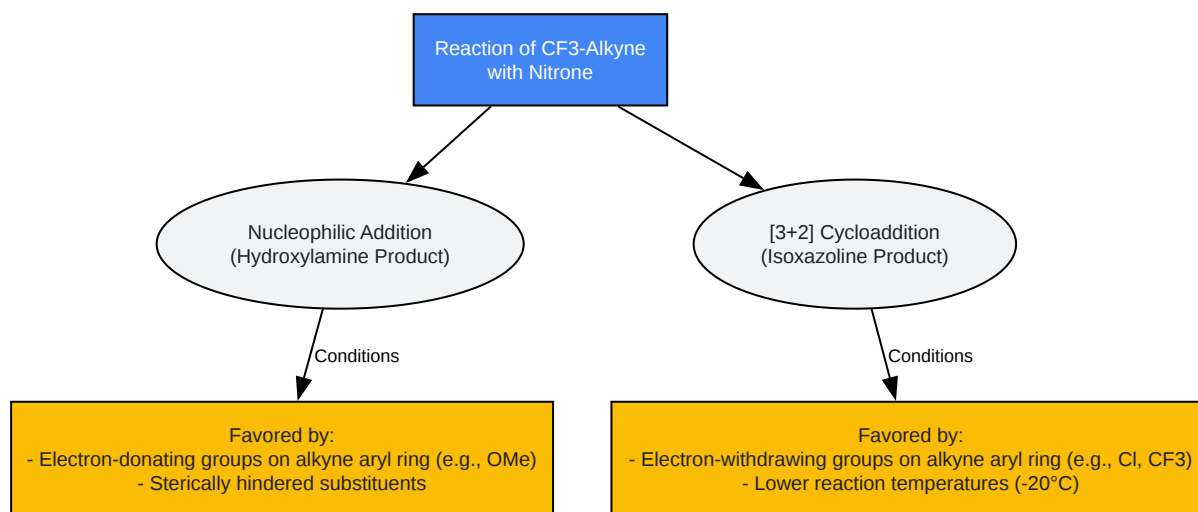 Reaction of CF3-Alkyne
with Nitrone
Nucleophilic Addition
(Hydroxylamine Product)
[3+2] Cycloaddition
(Isoxazoline Product)
Conditions
Conditions
Favored by:
- Electron-donating groups on alkyne aryl ring (e.g., OMe)
- Sterically hindered substituents
Favored by:
- Electron-withdrawing groups on alkyne aryl ring (e.g., Cl, CF3)
- Lower reaction temperatures (-20°C)